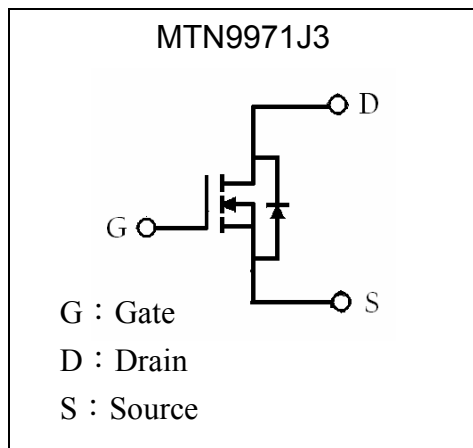 MTN9971J3
D
G
S
G：Gate
D：Drain
S：Source